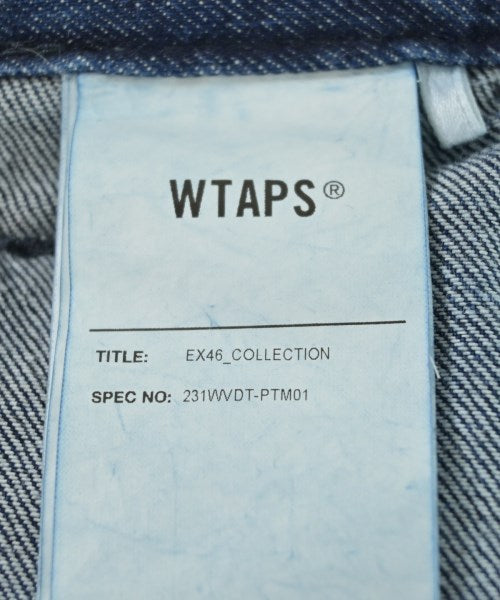 WTAPS®
TITLE: EX46_COLLECTION
SPEC NO: 231WVDT-PTM01